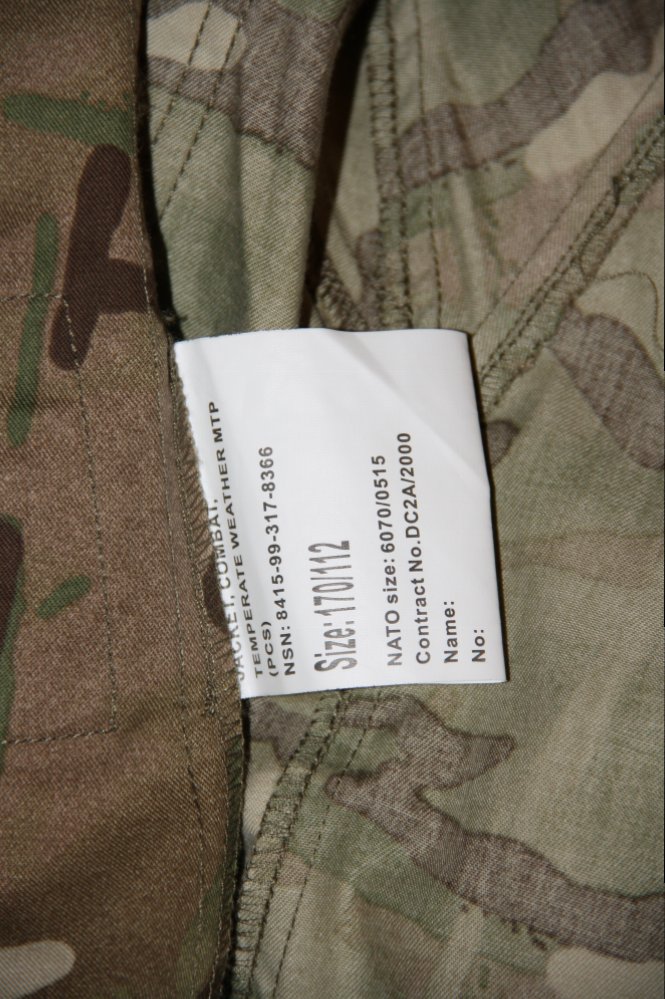 JACKET, COMBAT,
TEMPERATE WEATHER MTP
(PCS)
NSN: 8415-99-317-8366
Size: 170/112
NATO size: 6070/0515
Contract No.DC2A/2000
Name:
No: